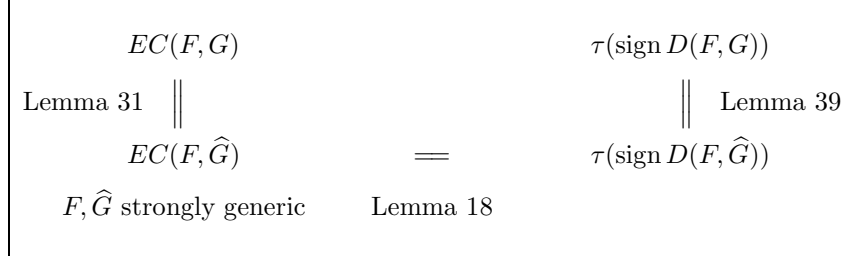 EC(F, G) τ(sign D(F, G))
Lemma 31 ∥ ∥ Lemma 39
EC(F, Ĝ) == τ(sign D(F, Ĝ))
F, Ĝ strongly generic Lemma 18